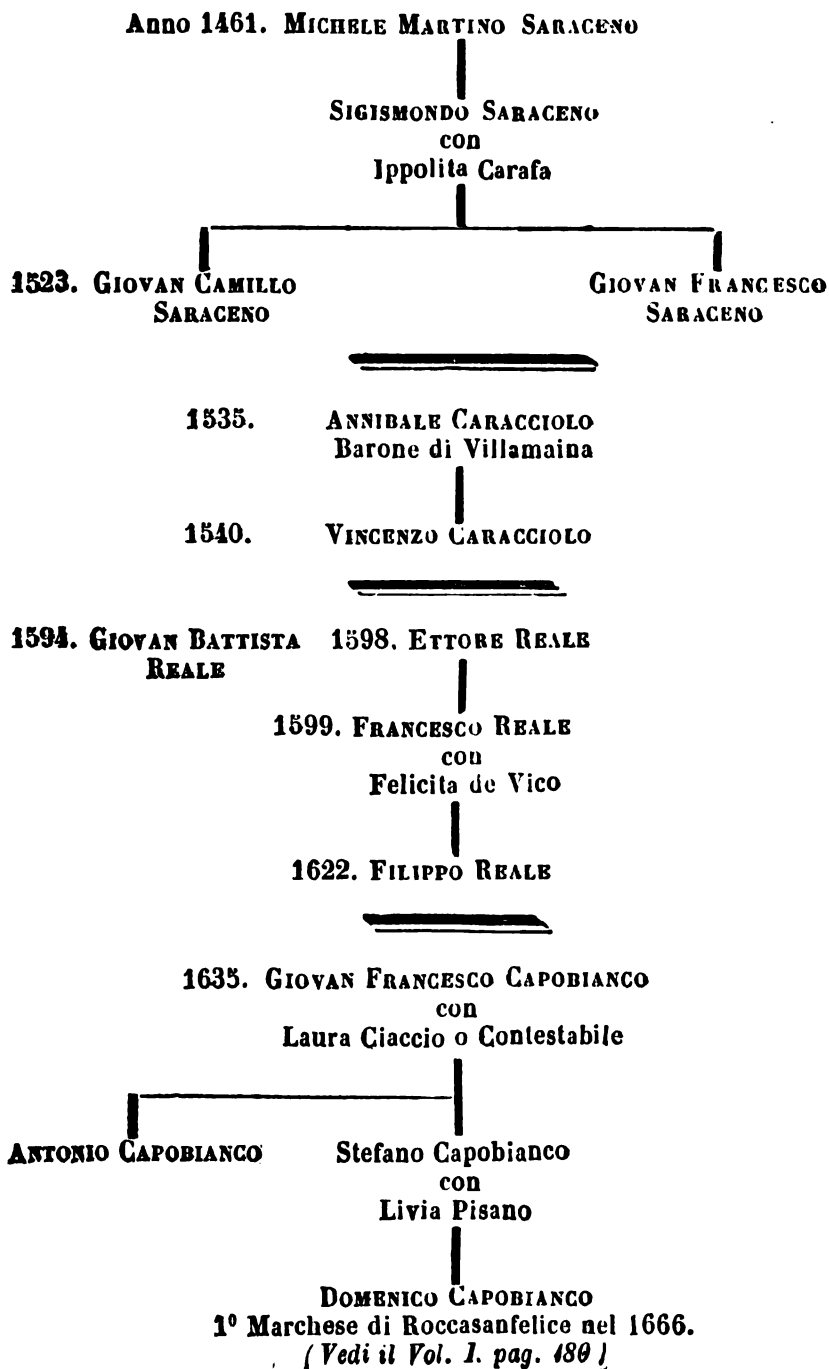 Anno 1461. MICHELE MARTINO SARACENO
SIGISMONDO SARACENO
con
Ippolita Carafa
1523. GIOVAN CAMILLO SARACENO
GIOVAN FRANCESCO SARACENO
1535. ANNIBALE CARACCIOLO
Barone di Villamaina
1540. VINCENZO CARACCIOLO
1594. GIOVAN BATTISTA REALE
1598. ETTORE REALE
1599. FRANCESCO REALE
con
Felicita de Vico
1622. FILIPPO REALE
1635. GIOVAN FRANCESCO CAPOBIANCO
con
Laura Ciaccio o Contestabile
ANTONIO CAPOBIANCO
Stefano Capobianco
con
Livia Pisano
DOMENICO CAPOBIANCO
1º Marchese di Roccasanfelice nel 1666.
(Vedi il Vol. 1. pag. 180)